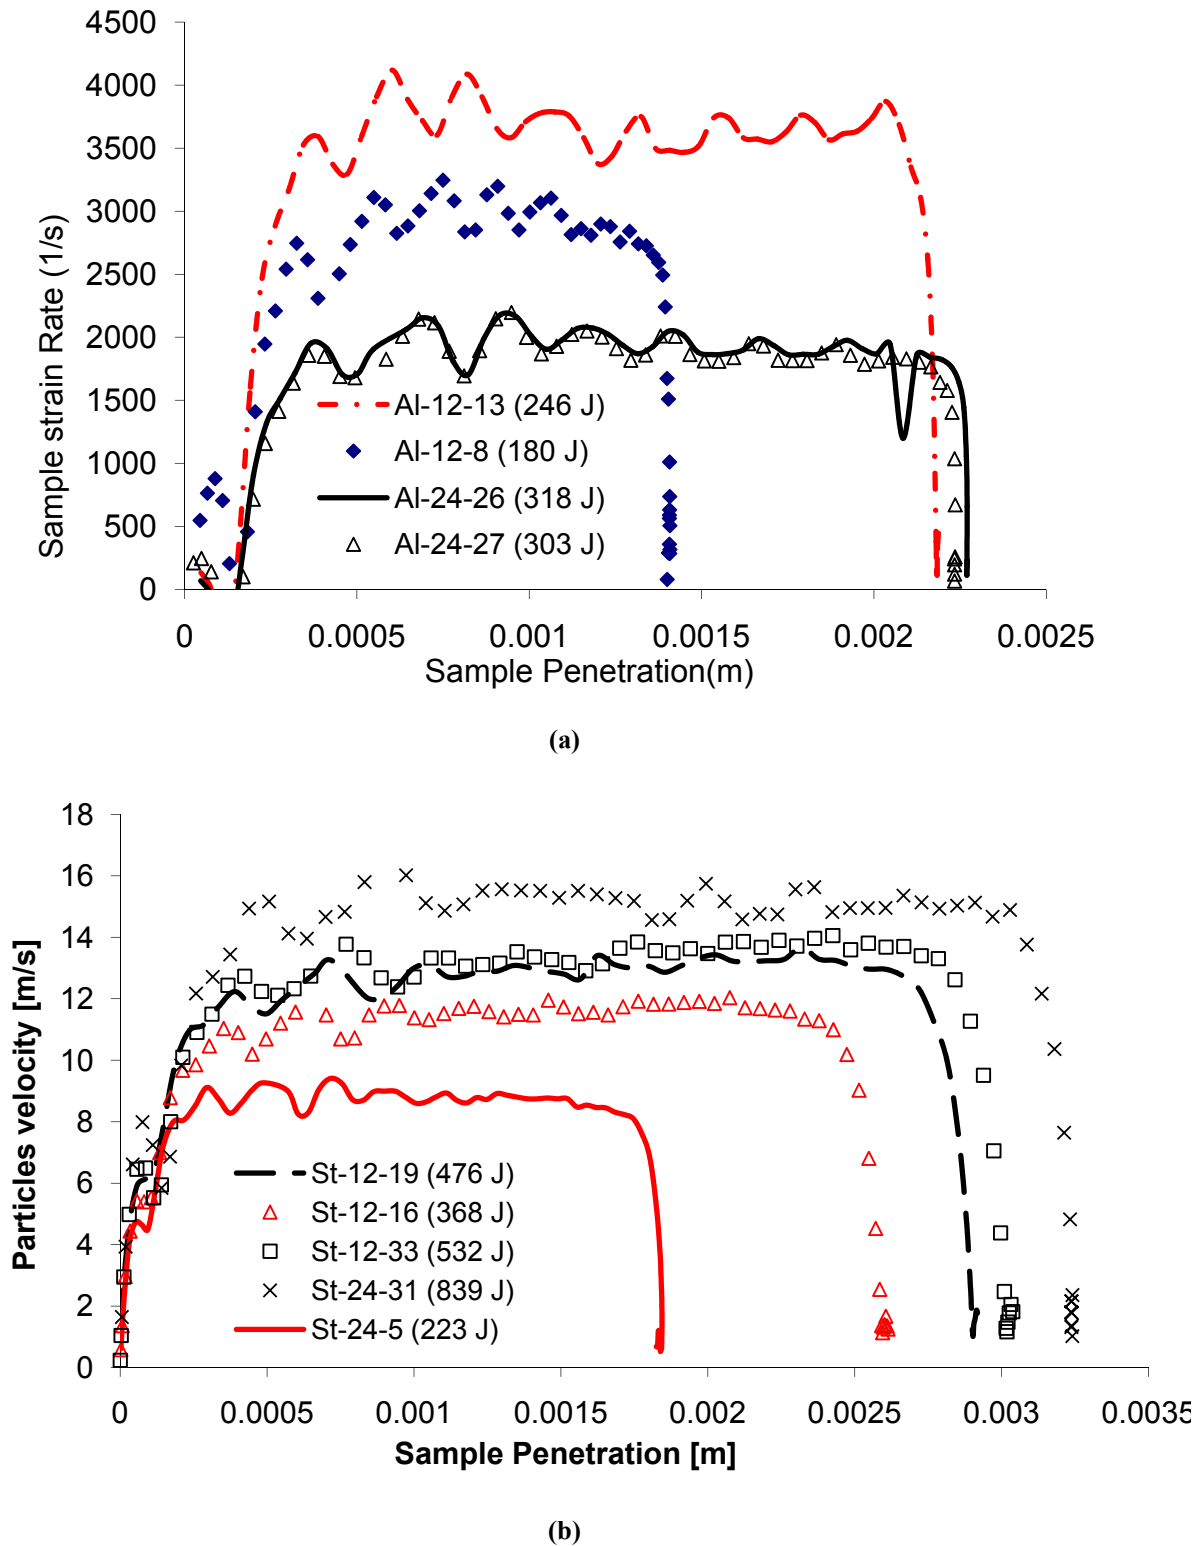 4500
4000
3500
3000
2500
2000
1500
1000
500
0
Sample strain Rate (1/s)
Al-12-13 (246 J)
Al-12-8 (180 J)
Al-24-26 (318 J)
Al-24-27 (303 J)
0 0.0005 0.001 0.0015 0.002 0.0025
Sample Penetration(m)
(a)
18
16
14
12
10
8
6
4
2
0
Particles velocity [m/s]
St-12-19 (476 J)
St-12-16 (368 J)
St-12-33 (532 J)
St-24-31 (839 J)
St-24-5 (223 J)
0 0.0005 0.001 0.0015 0.002 0.0025 0.003 0.0035
Sample Penetration [m]
(b)